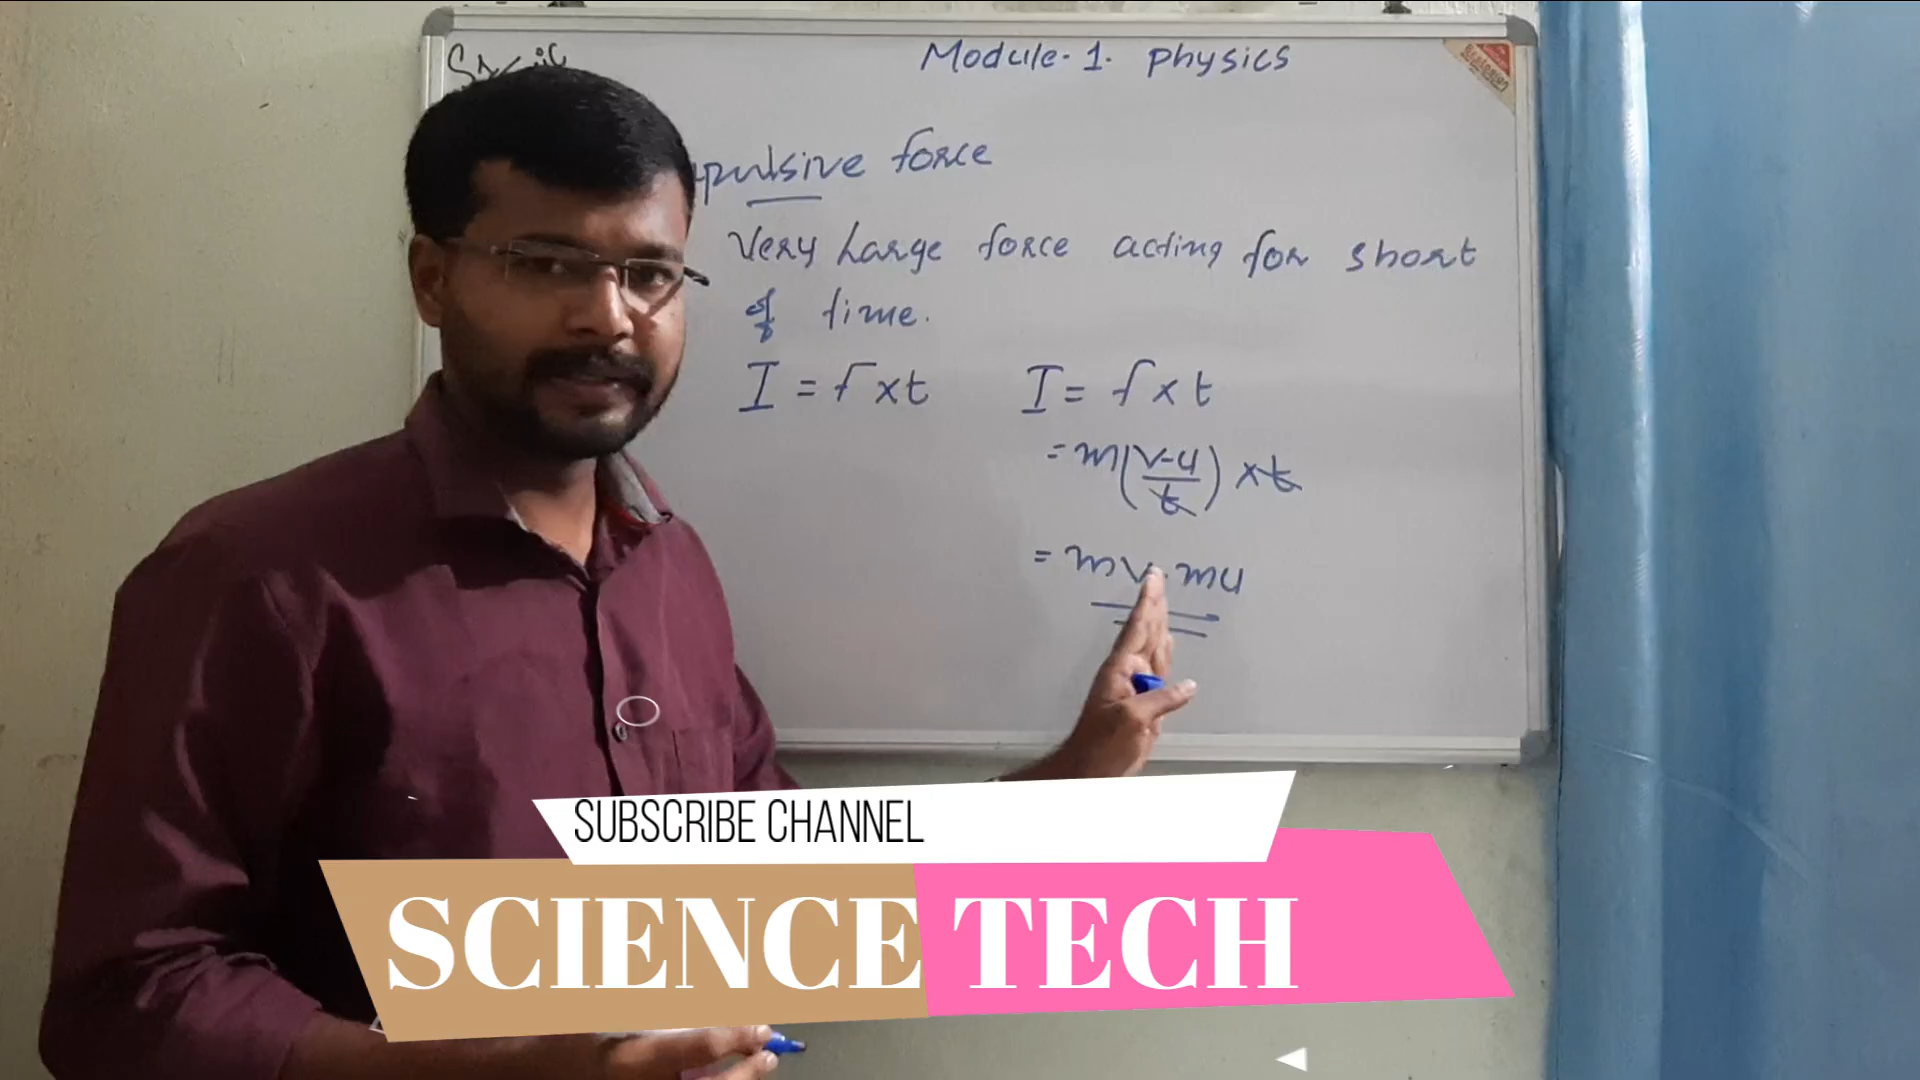 Module-1. physics
pulsive force
Very Large force acting for short
of time.
I = F x t
I = f x t
= m(v-u/t) x t
= mv-mu
SUBSCRIBE CHANNEL
SCIENCE TECH